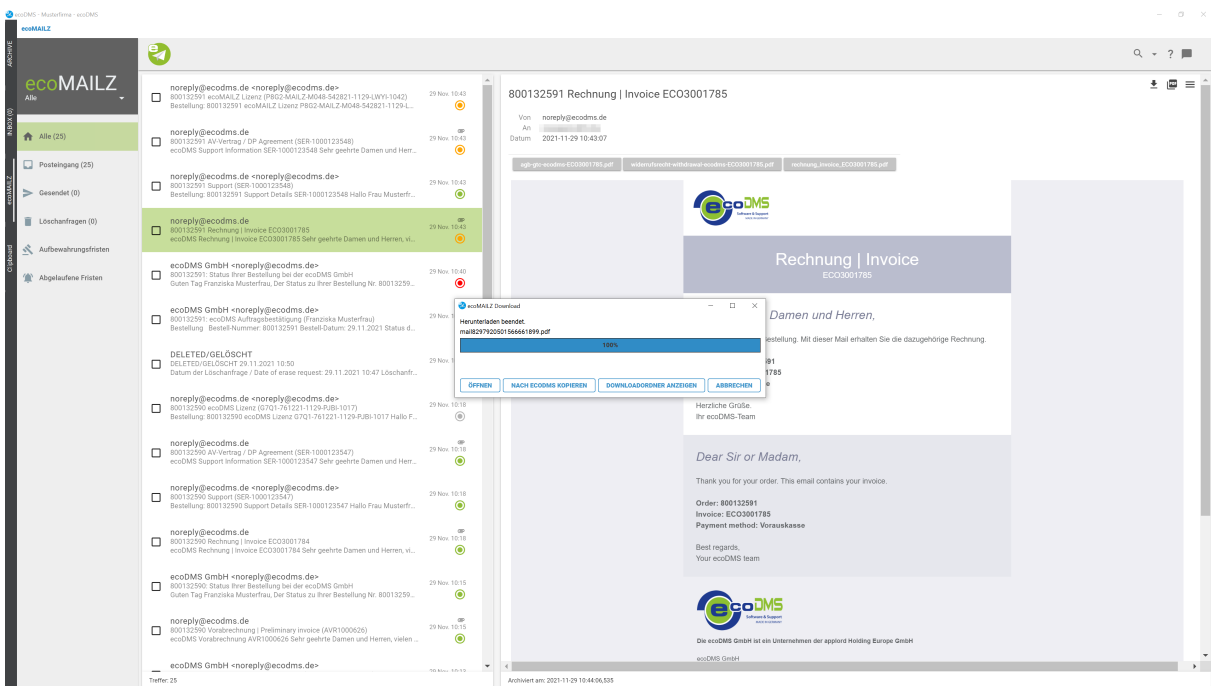 ecoDMS - Musterfirma - ecoDMS
ecoMAILZ
ARCHIVE
INBOX (0)
ecoMAILZ
Clipboard
ecoMAILZ
Alle
Alle (25)
Posteingang (25)
Gesendet (0)
Löschanfragen (0)
Aufbewahrungsfristen
Abgelaufene Fristen
noreply@ecodms.de <noreply@ecodms.de>
800132591 ecoMAILZ Lizenz (P8G2-MAILZ-M048-542821-1129-LWYI-1042)
29 Nov. 10:43
Bestellung: 800132591 ecoMAILZ Lizenz P8G2-MAILZ-M048-542821-1129-L...
noreply@ecodms.de
800132591 AV-Vertrag / DP Agreement (SER-1000123548)
29 Nov. 10:43
ecoDMS Support Information SER-1000123548 Sehr geehrte Damen und Herr...
noreply@ecodms.de <noreply@ecodms.de>
800132591 Support (SER-1000123548)
29 Nov. 10:43
Bestellung: 800132591 Support Details SER-1000123548 Hallo Frau Musterfr...
noreply@ecodms.de
800132591 Rechnung | Invoice ECO3001785
29 Nov. 10:43
ecoDMS Rechnung | Invoice ECO3001785 Sehr geehrte Damen und Herren, vi...
ecoDMS GmbH <noreply@ecodms.de>
800132591: Status Ihrer Bestellung bei der ecoDMS GmbH
29 Nov. 10:40
Guten Tag Franziska Musterfrau, Der Status zu Ihrer Bestellung Nr. 80013259...
ecoDMS GmbH <noreply@ecodms.de>
800132591: ecoDMS Auftragsbestätigung (Franziska Musterfrau)
29 Nov. 1
Bestellung Bestell-Nummer: 800132591 Bestell-Datum: 29.11.2021 Status d...
DELETED/GELÖSCHT
DELETED/GELÖSCHT 29.11.2021 10:50
29 Nov. 1
Datum der Löschanfrage / Date of erase request: 29.11.2021 10:47 Löschanfr...
noreply@ecodms.de <noreply@ecodms.de>
800132590 ecoDMS Lizenz (G7Q1-761221-1129-PJBI-1017)
29 Nov. 10:18
Bestellung: 800132590 ecoDMS Lizenz G7Q1-761221-1129-PJBI-1017 Hallo F...
noreply@ecodms.de
800132590 AV-Vertrag / DP Agreement (SER-1000123547)
29 Nov. 10:18
ecoDMS Support Information SER-1000123547 Sehr geehrte Damen und Herr...
noreply@ecodms.de <noreply@ecodms.de>
800132590 Support (SER-1000123547)
29 Nov. 10:18
Bestellung: 800132590 Support Details SER-1000123547 Hallo Frau Musterfr...
noreply@ecodms.de
800132590 Rechnung | Invoice ECO3001784
29 Nov. 10:18
ecoDMS Rechnung | Invoice ECO3001784 Sehr geehrte Damen und Herren, vi...
ecoDMS GmbH <noreply@ecodms.de>
800132590: Status Ihrer Bestellung bei der ecoDMS GmbH
29 Nov. 10:15
Guten Tag Franziska Musterfrau, Der Status zu Ihrer Bestellung Nr. 80013259...
noreply@ecodms.de
800132590 Vorabrechnung | Preliminary invoice (AVR1000626)
29 Nov. 10:15
ecoDMS Vorabrechnung AVR1000626 Sehr geehrte Damen und Herren, vielen ...
ecoDMS GmbH <noreply@ecodms.de>
Treffer: 25
800132591 Rechnung | Invoice ECO3001785
Von noreply@ecodms.de
An
Datum 2021-11-29 10:43:07
agb-gtc-ecodms-ECO3001785.pdf
widerrufsrecht-withdrawal-ecodms-ECO3001785.pdf
rechnung_invoice_ECO3001785.pdf
ecoDMS
Software & Support
Rechnung | Invoice
ECO3001785
Damen und Herren,
estellung. Mit dieser Mail erhalten Sie die dazugehörige Rechnung.
91
1785
e
Herzliche Grüße.
Ihr ecoDMS-Team
Dear Sir or Madam,
Thank you for your order. This email contains your invoice.
Order: 800132591
Invoice: ECO3001785
Payment method: Vorauskasse
Best regards,
Your ecoDMS team
ecoDMS
Software & Support
Die ecoDMS GmbH ist ein Unternehmen der applord Holding Europe GmbH
ecoDMS GmbH
Archiviert am: 2021-11-29 10:44:06,535
ecoMAILZ Download
Herunterladen beendet.
mail8297920501566661899.pdf
100%
ÖFFNEN
NACH ECODMS KOPIEREN
DOWNLOADORDNER ANZEIGEN
ABBRECHEN